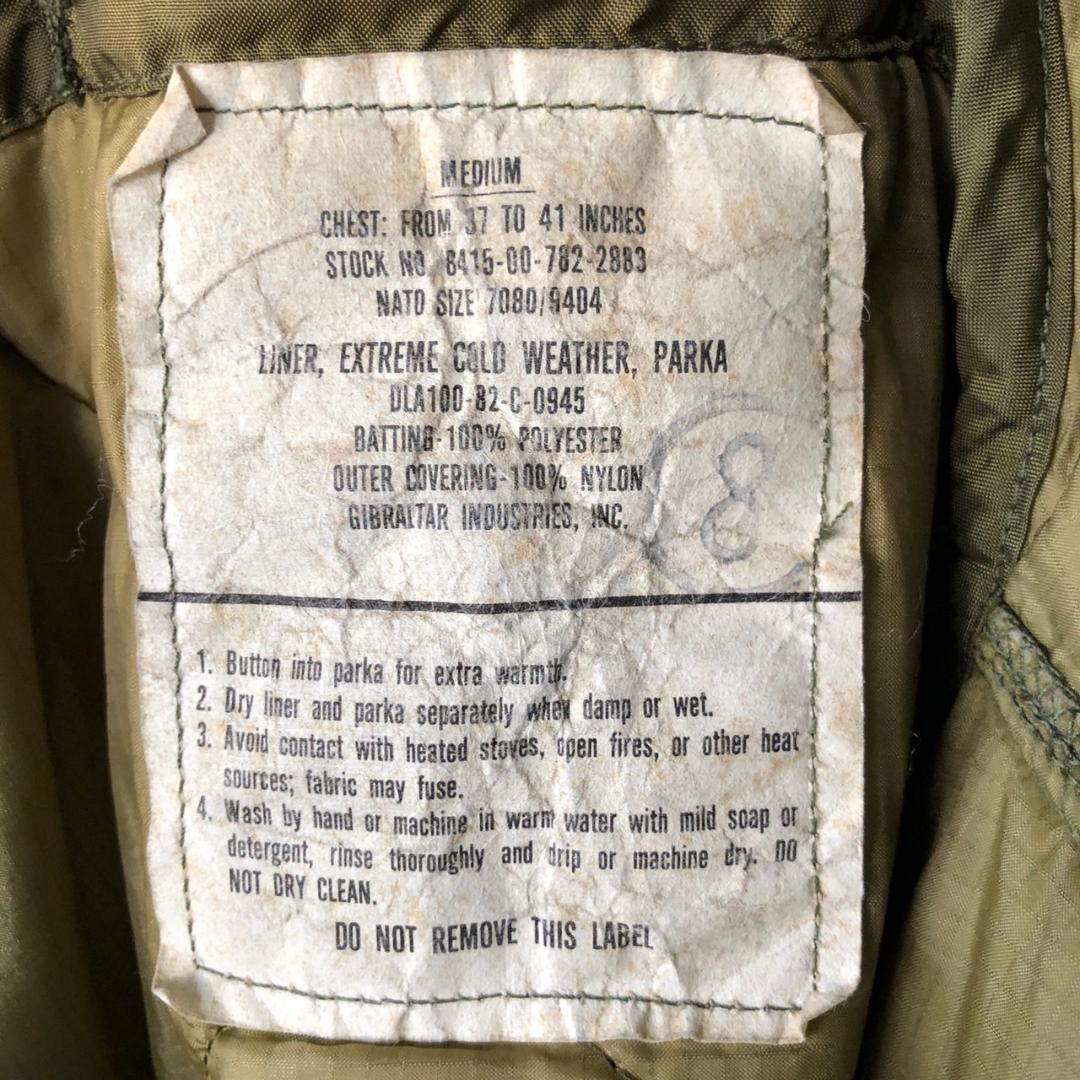 MEDIUM
CHEST: FROM 37 TO 41 INCHES
STOCK NO. 8415-00-782-2883
NATO SIZE 7080/9404
LINER, EXTREME COLD WEATHER, PARKA
DLA100-82-C-0945
BATTING-100% POLYESTER
OUTER COVERING-100% NYLON
GIBRALTAR INDUSTRIES, INC.
8
1. Button into parka for extra warmth.
2. Dry liner and parka separately when damp or wet.
3. Avoid contact with heated stoves, open fires, or other heat
sources; fabric may fuse.
4. Wash by hand or machine in warm water with mild soap or
detergent, rinse thoroughly and drip or machine dry. DO
NOT DRY CLEAN.
DO NOT REMOVE THIS LABEL